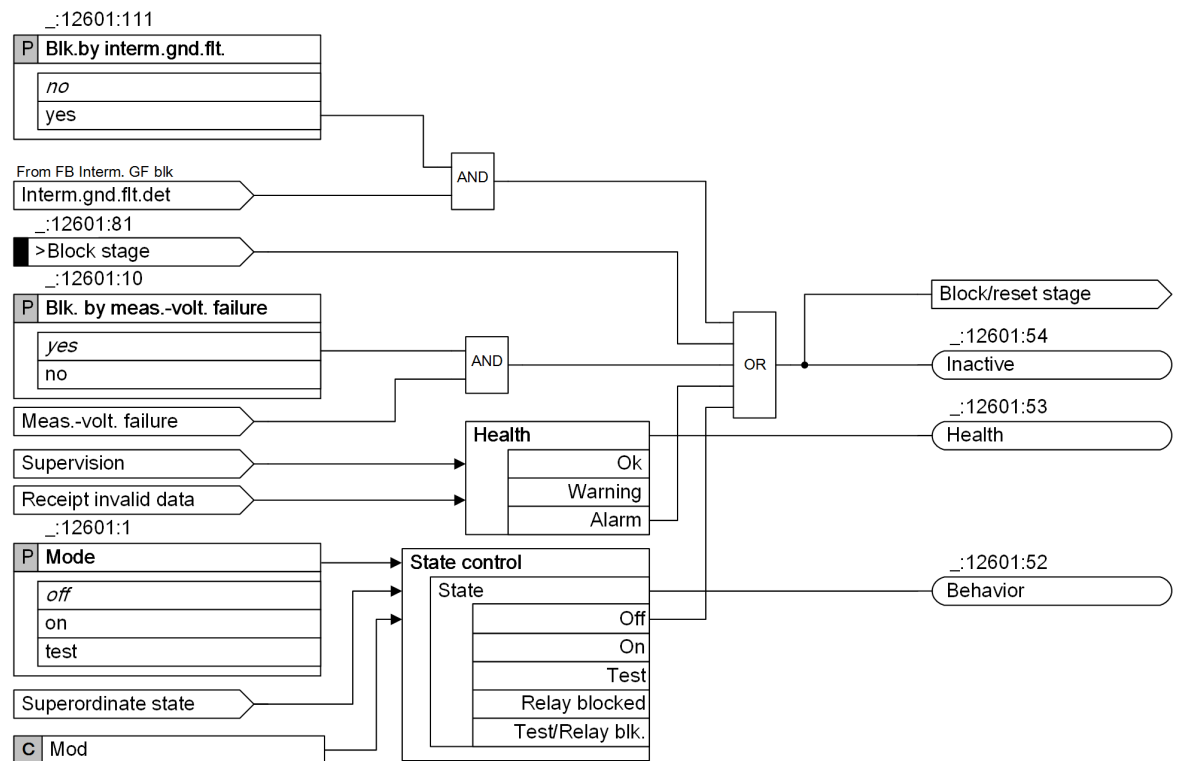 _:12601:111
P Blk.by interm.gnd.flt.
no
yes
From FB Interm. GF blk
Interm.gnd.flt.det
AND
_:12601:81
>Block stage
_:12601:10
P Blk. by meas.-volt. failure
yes
no
AND
Meas.-volt. failure
OR
Block/reset stage
_:12601:54
Inactive
_:12601:53
Health
Supervision
Receipt invalid data
Health
Ok
Warning
Alarm
_:12601:1
P Mode
off
on
test
Superordinate state
C Mod
State control
State
Off
On
Test
Relay blocked
Test/Relay blk.
_:12601:52
Behavior